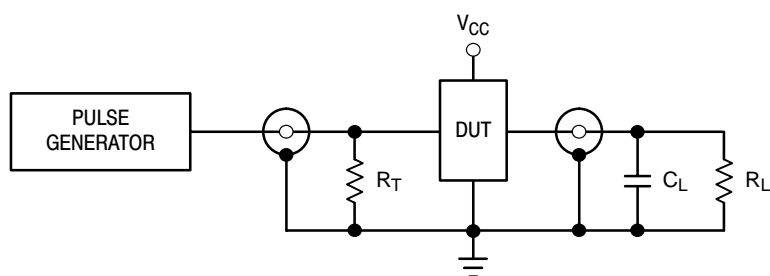 V_CC
PULSE
GENERATOR
DUT
R_T
C_L
R_L